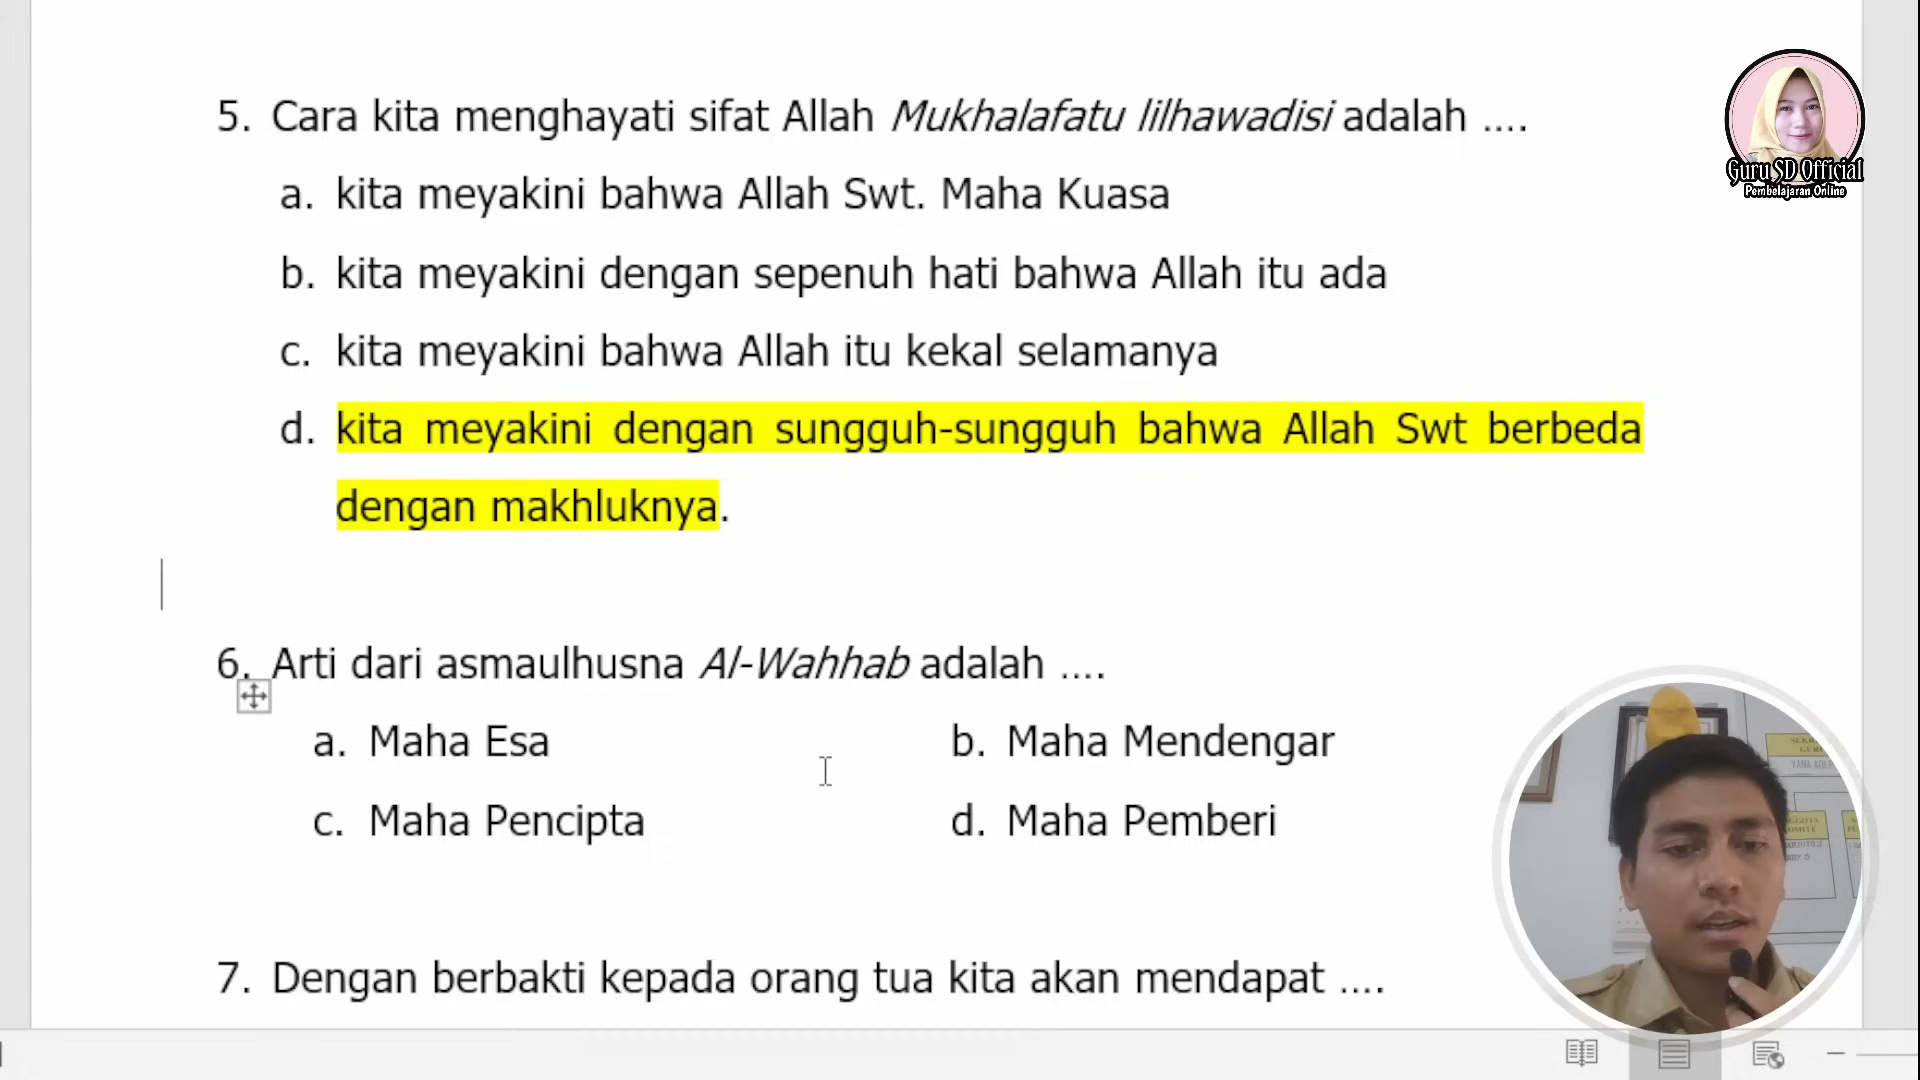 5. Cara kita menghayati sifat Allah Mukhalafatu lilhawadisi adalah ....
a. kita meyakini bahwa Allah Swt. Maha Kuasa
b. kita meyakini dengan sepenuh hati bahwa Allah itu ada
c. kita meyakini bahwa Allah itu kekal selamanya
d. kita meyakini dengan sungguh-sungguh bahwa Allah Swt berbeda
dengan makhluknya.
6. Arti dari asmaulhusna Al-Wahhab adalah ....
a. Maha Esa
b. Maha Mendengar
c. Maha Pencipta
d. Maha Pemberi
7. Dengan berbakti kepada orang tua kita akan mendapat ....
Guru SD Official
Pembelajaran Online